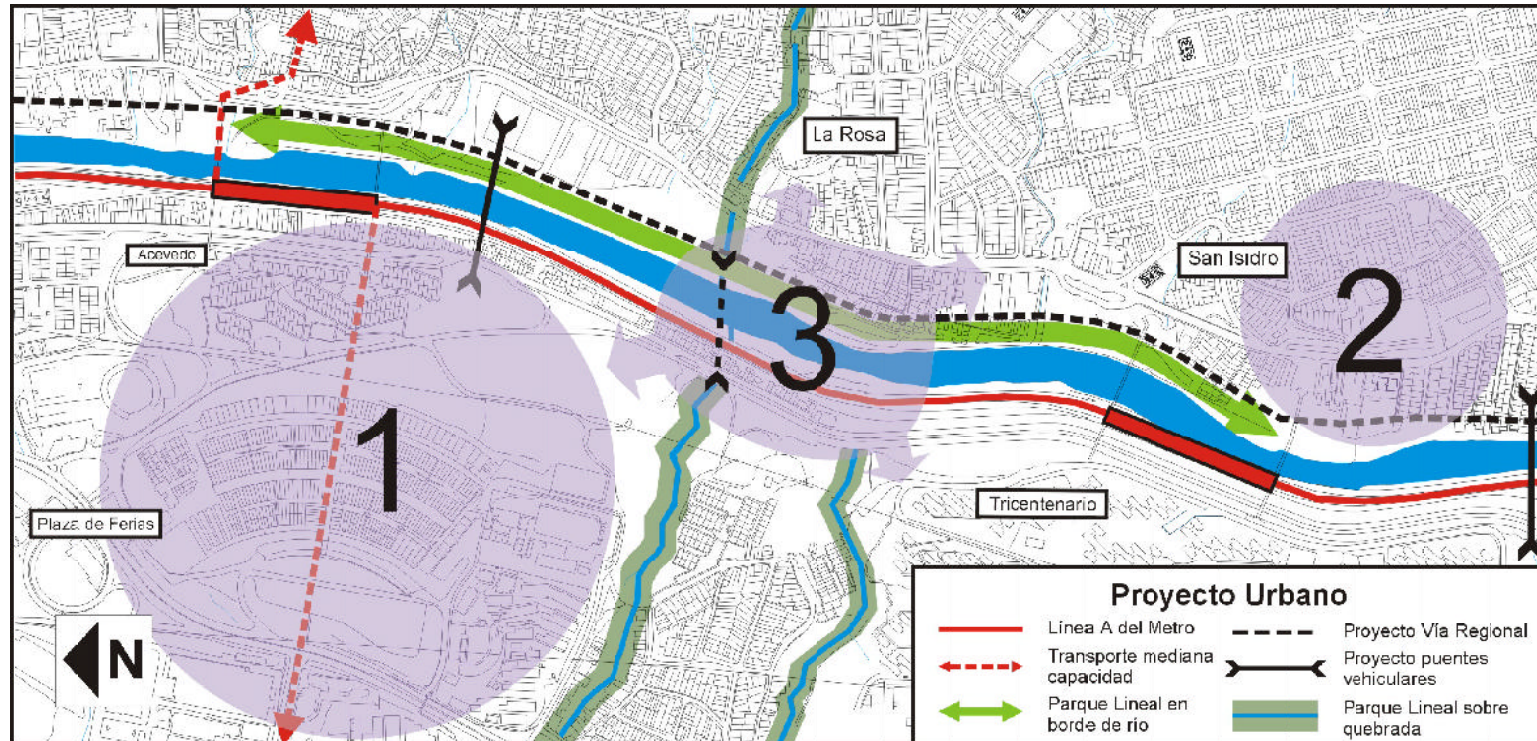 La Rosa
Acevedo
San Isidro
1
3
2
Plaza de Ferias
Tricentenario
N
Proyecto Urbano
Línea A del Metro
Transporte mediana
capacidad
Parque Lineal en
borde de río
Proyecto Vía Regional
Proyecto puentes
vehiculares
Parque Lineal sobre
quebrada